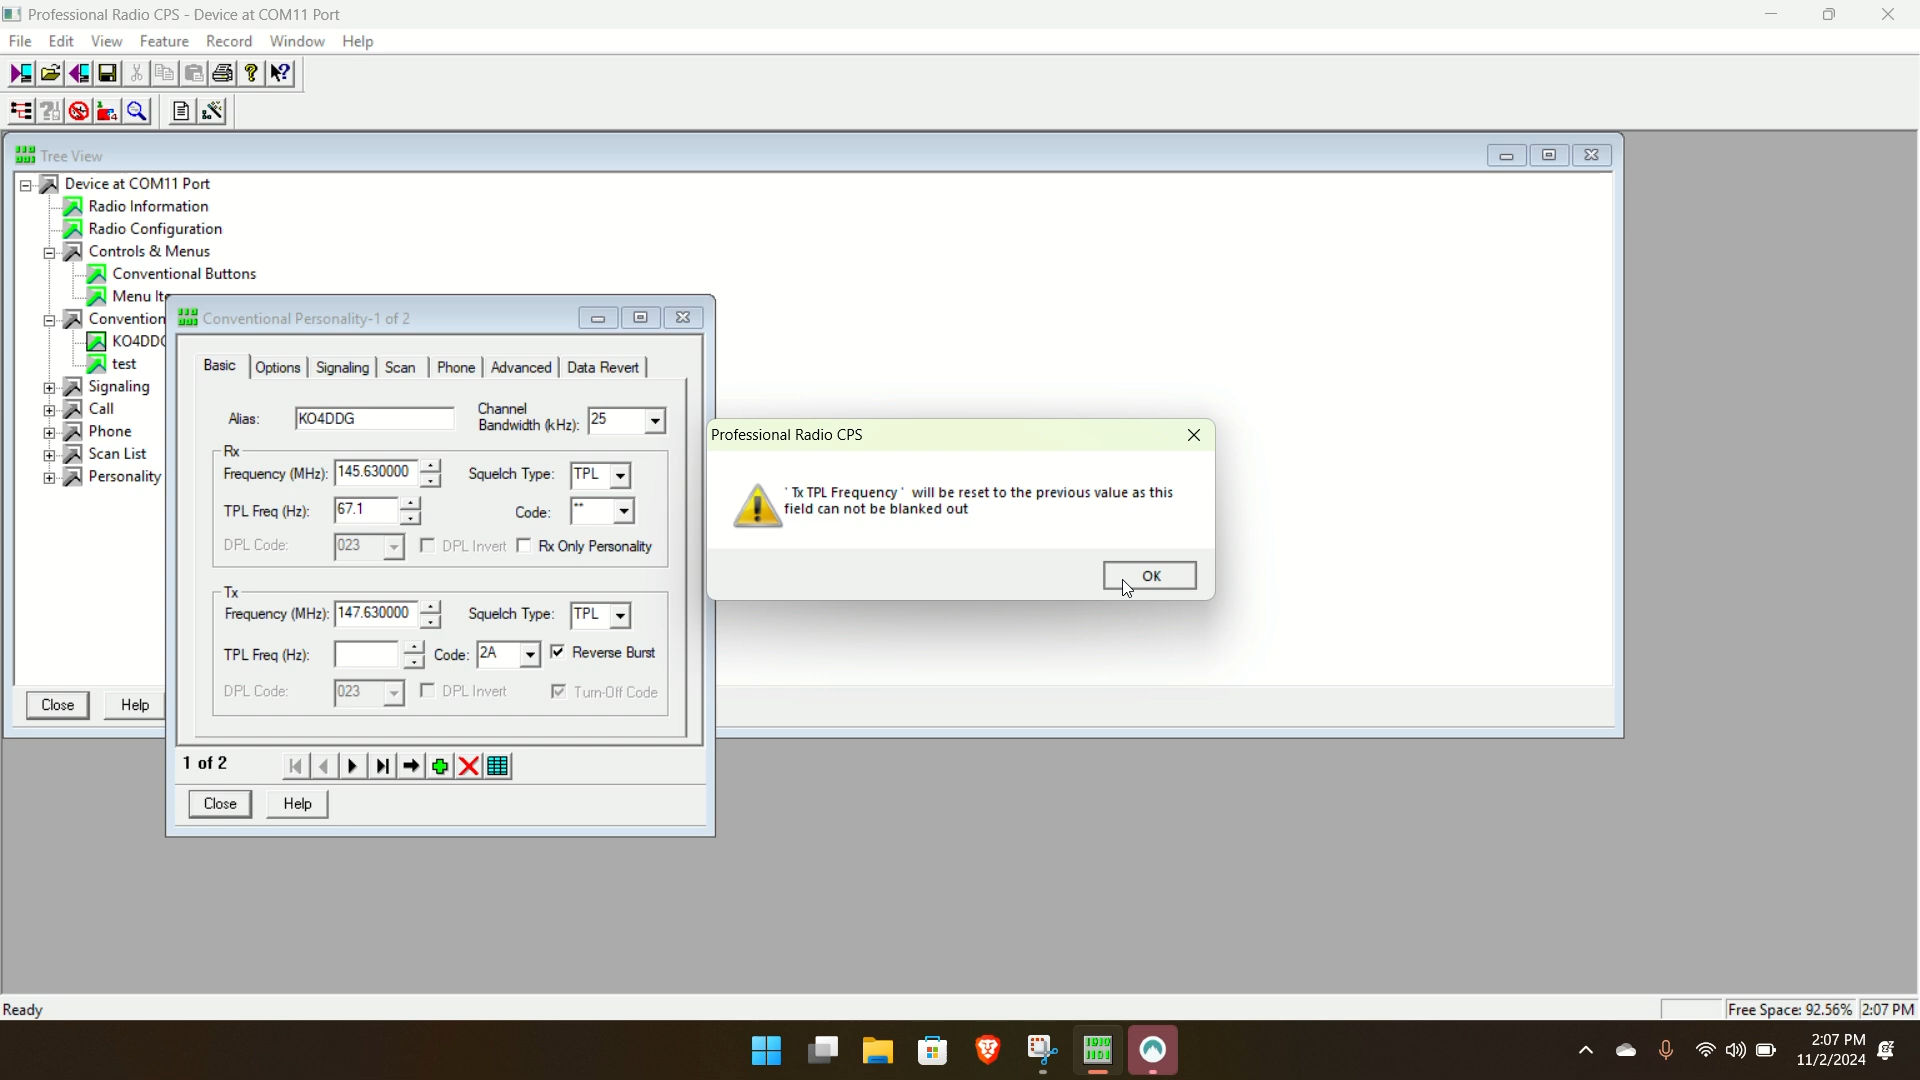 Professional Radio CPS - Device at COM11 Port
File Edit View Feature Record Window Help
Tree View
Device at COM11 Port
Radio Information
Radio Configuration
Controls & Menus
Conventional Buttons
Menu Ite
Convention
KO4DDG
test
Signaling
Call
Phone
Scan List
Personality
Close Help
Conventional Personality-1 of 2
Basic Options Signaling Scan Phone Advanced Data Revert
Alias: KO4DDG Channel Bandwidth (kHz): 25
Rx
Frequency (MHz): 145.630000 Squelch Type: TPL
TPL Freq (Hz): 67.1 Code: **
DPL Code: 023 DPL Invert Rx Only Personality
Tx
Frequency (MHz): 147.630000 Squelch Type: TPL
TPL Freq (Hz): Code: 2A Reverse Burst
DPL Code: 023 DPL Invert Turn-Off Code
1 of 2
Close Help
Professional Radio CPS
' Tx TPL Frequency ' will be reset to the previous value as this
field can not be blanked out
OK
Ready
Free Space: 92.56% 2:07 PM
2:07 PM
11/2/2024